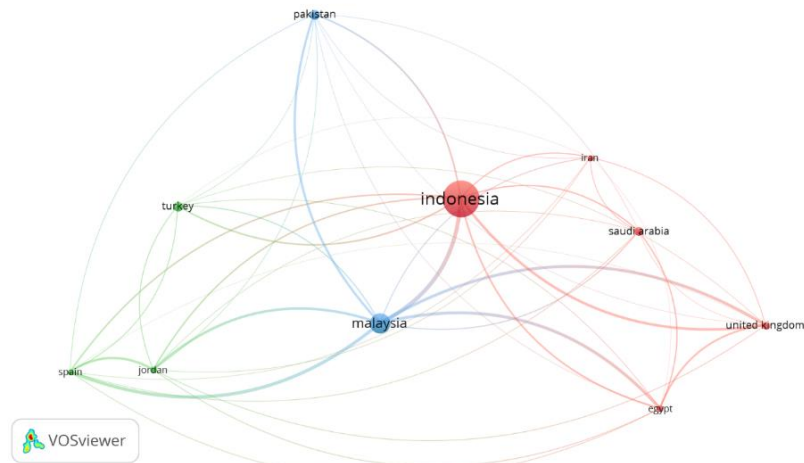 pakistan
iran
indonesia
turkey
saudi arabia
malaysia
united kingdom
spain
jordan
egypt
VOSviewer